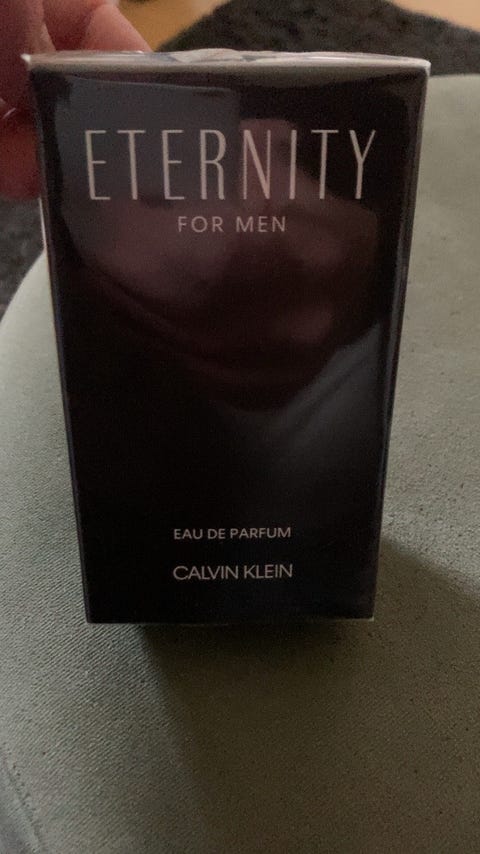 ETERNITY
FOR MEN
EAU DE PARFUM
CALVIN KLEIN